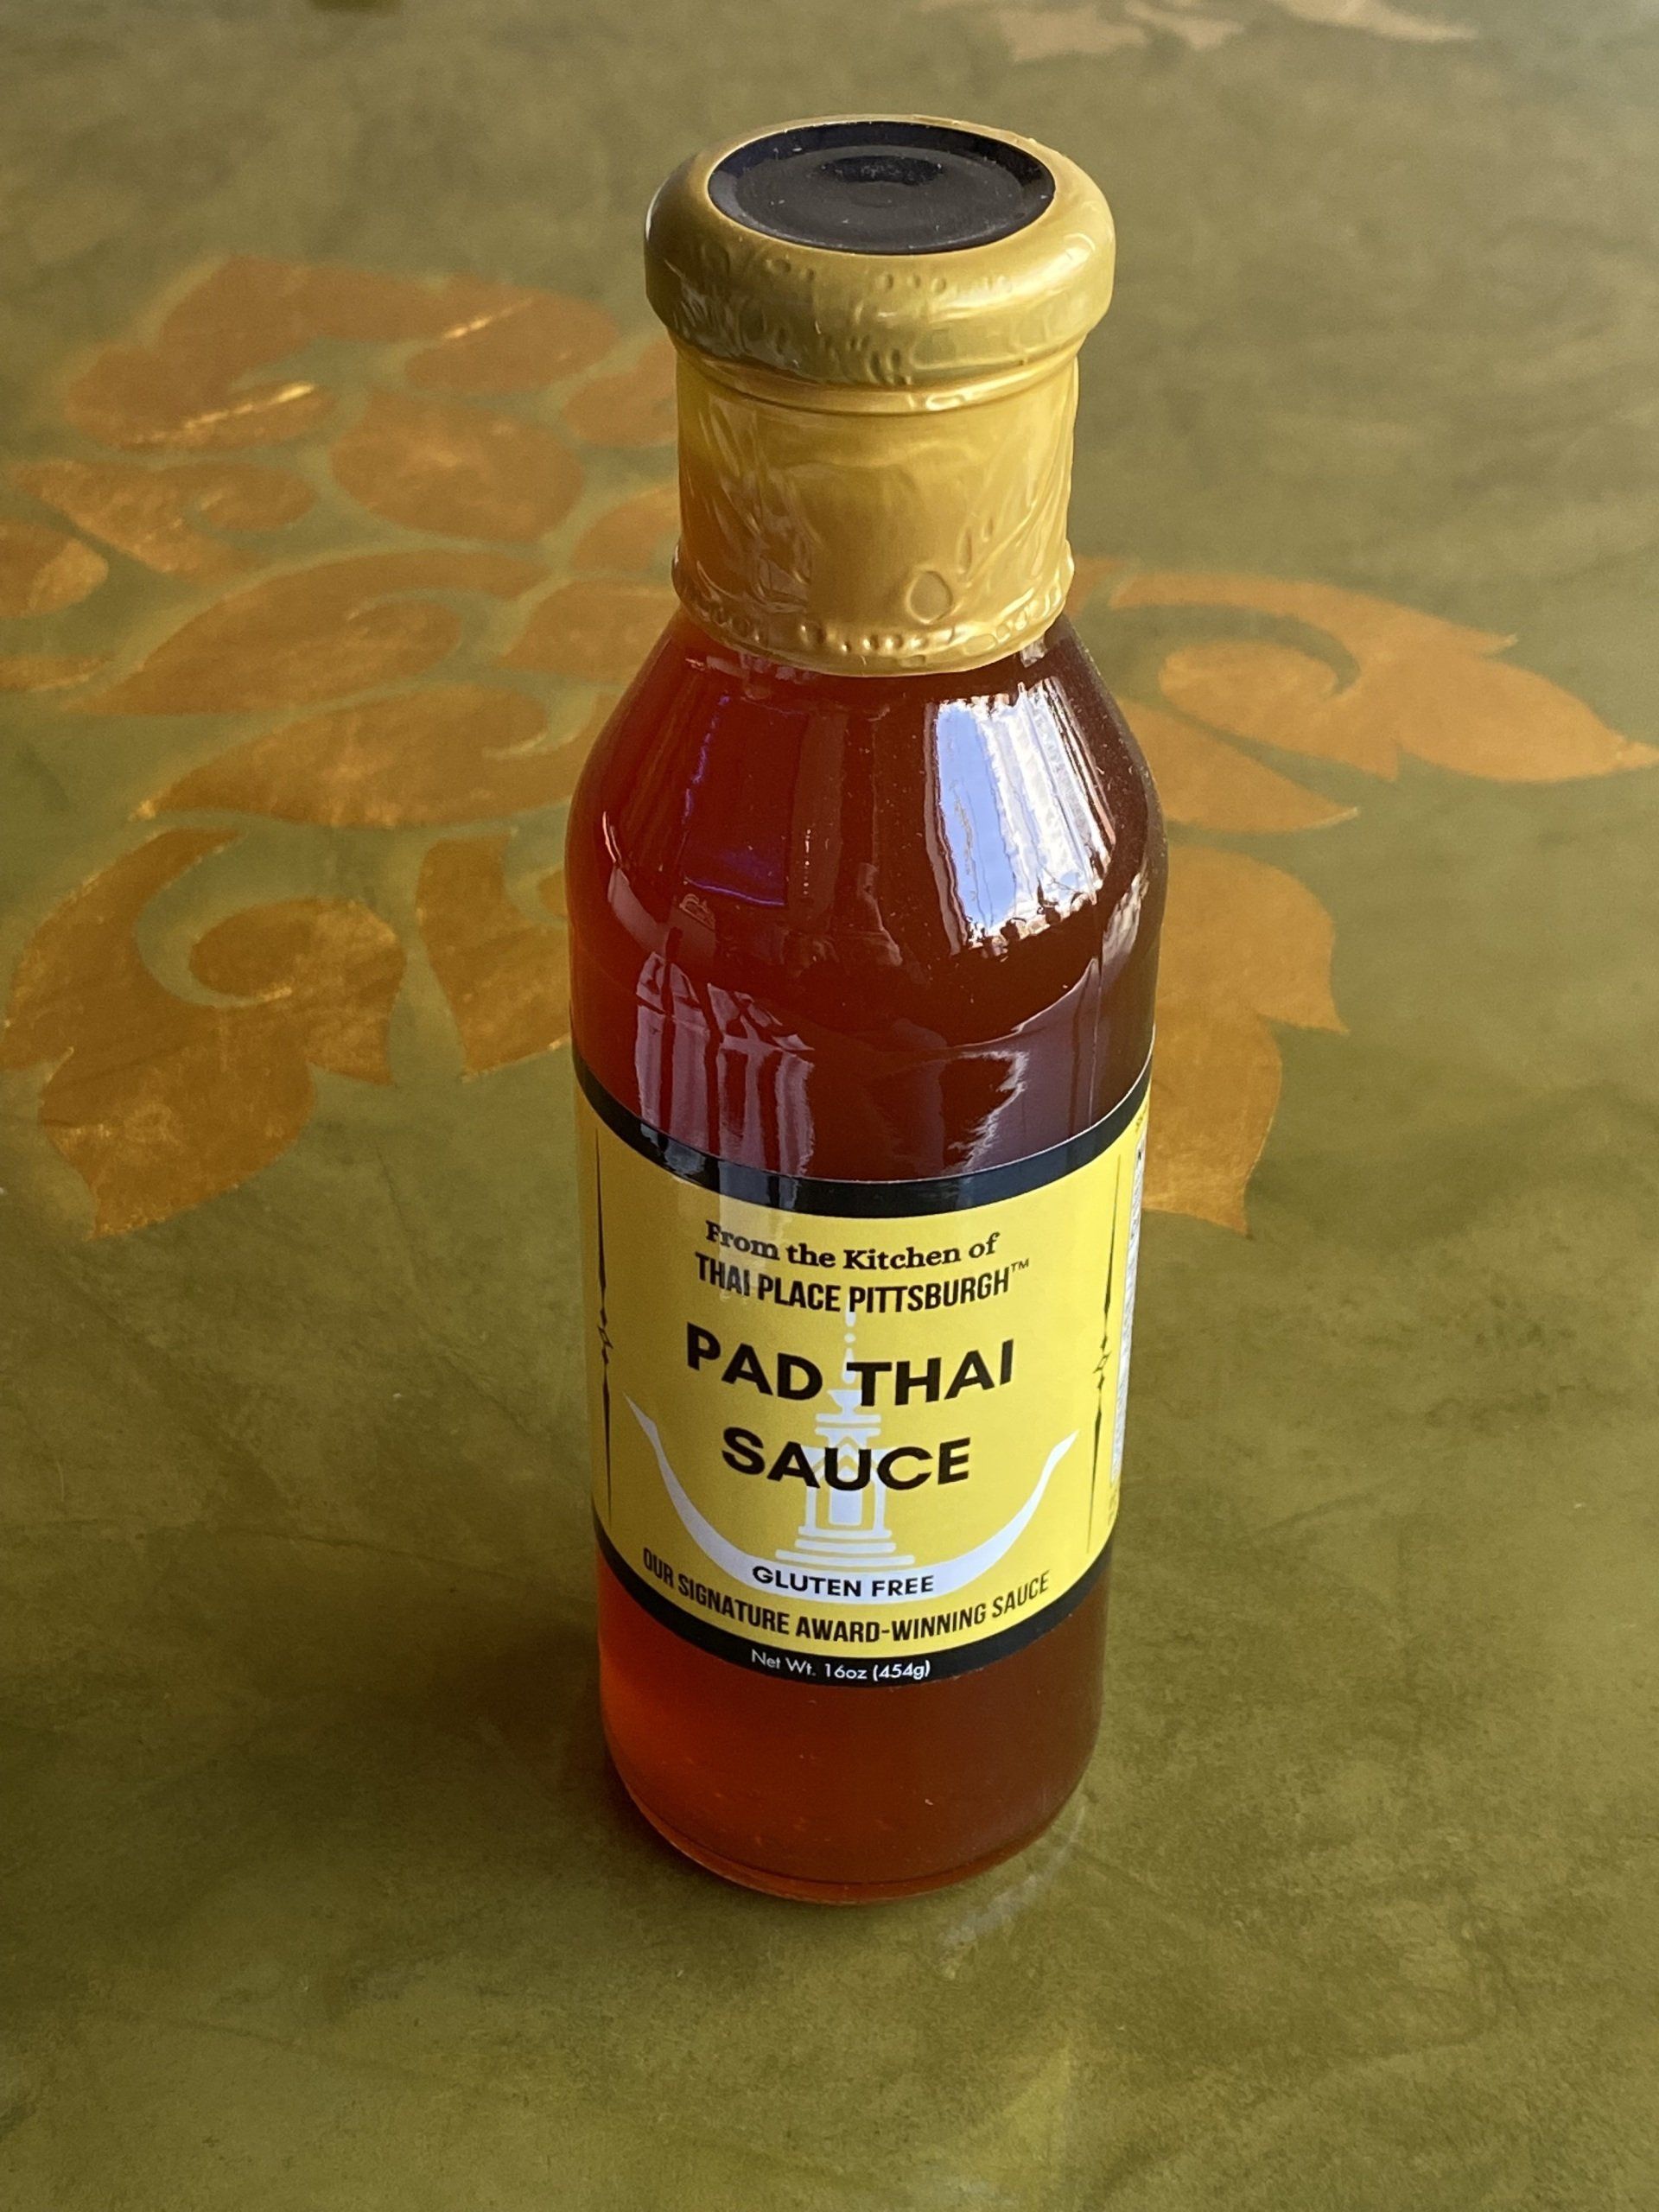 From the Kitchen of
THAI PLACE PITTSBURGH™
PAD THAI
SAUCE
GLUTEN FREE
OUR SIGNATURE AWARD-WINNING SAUCE
Net Wt. 16oz (454g)